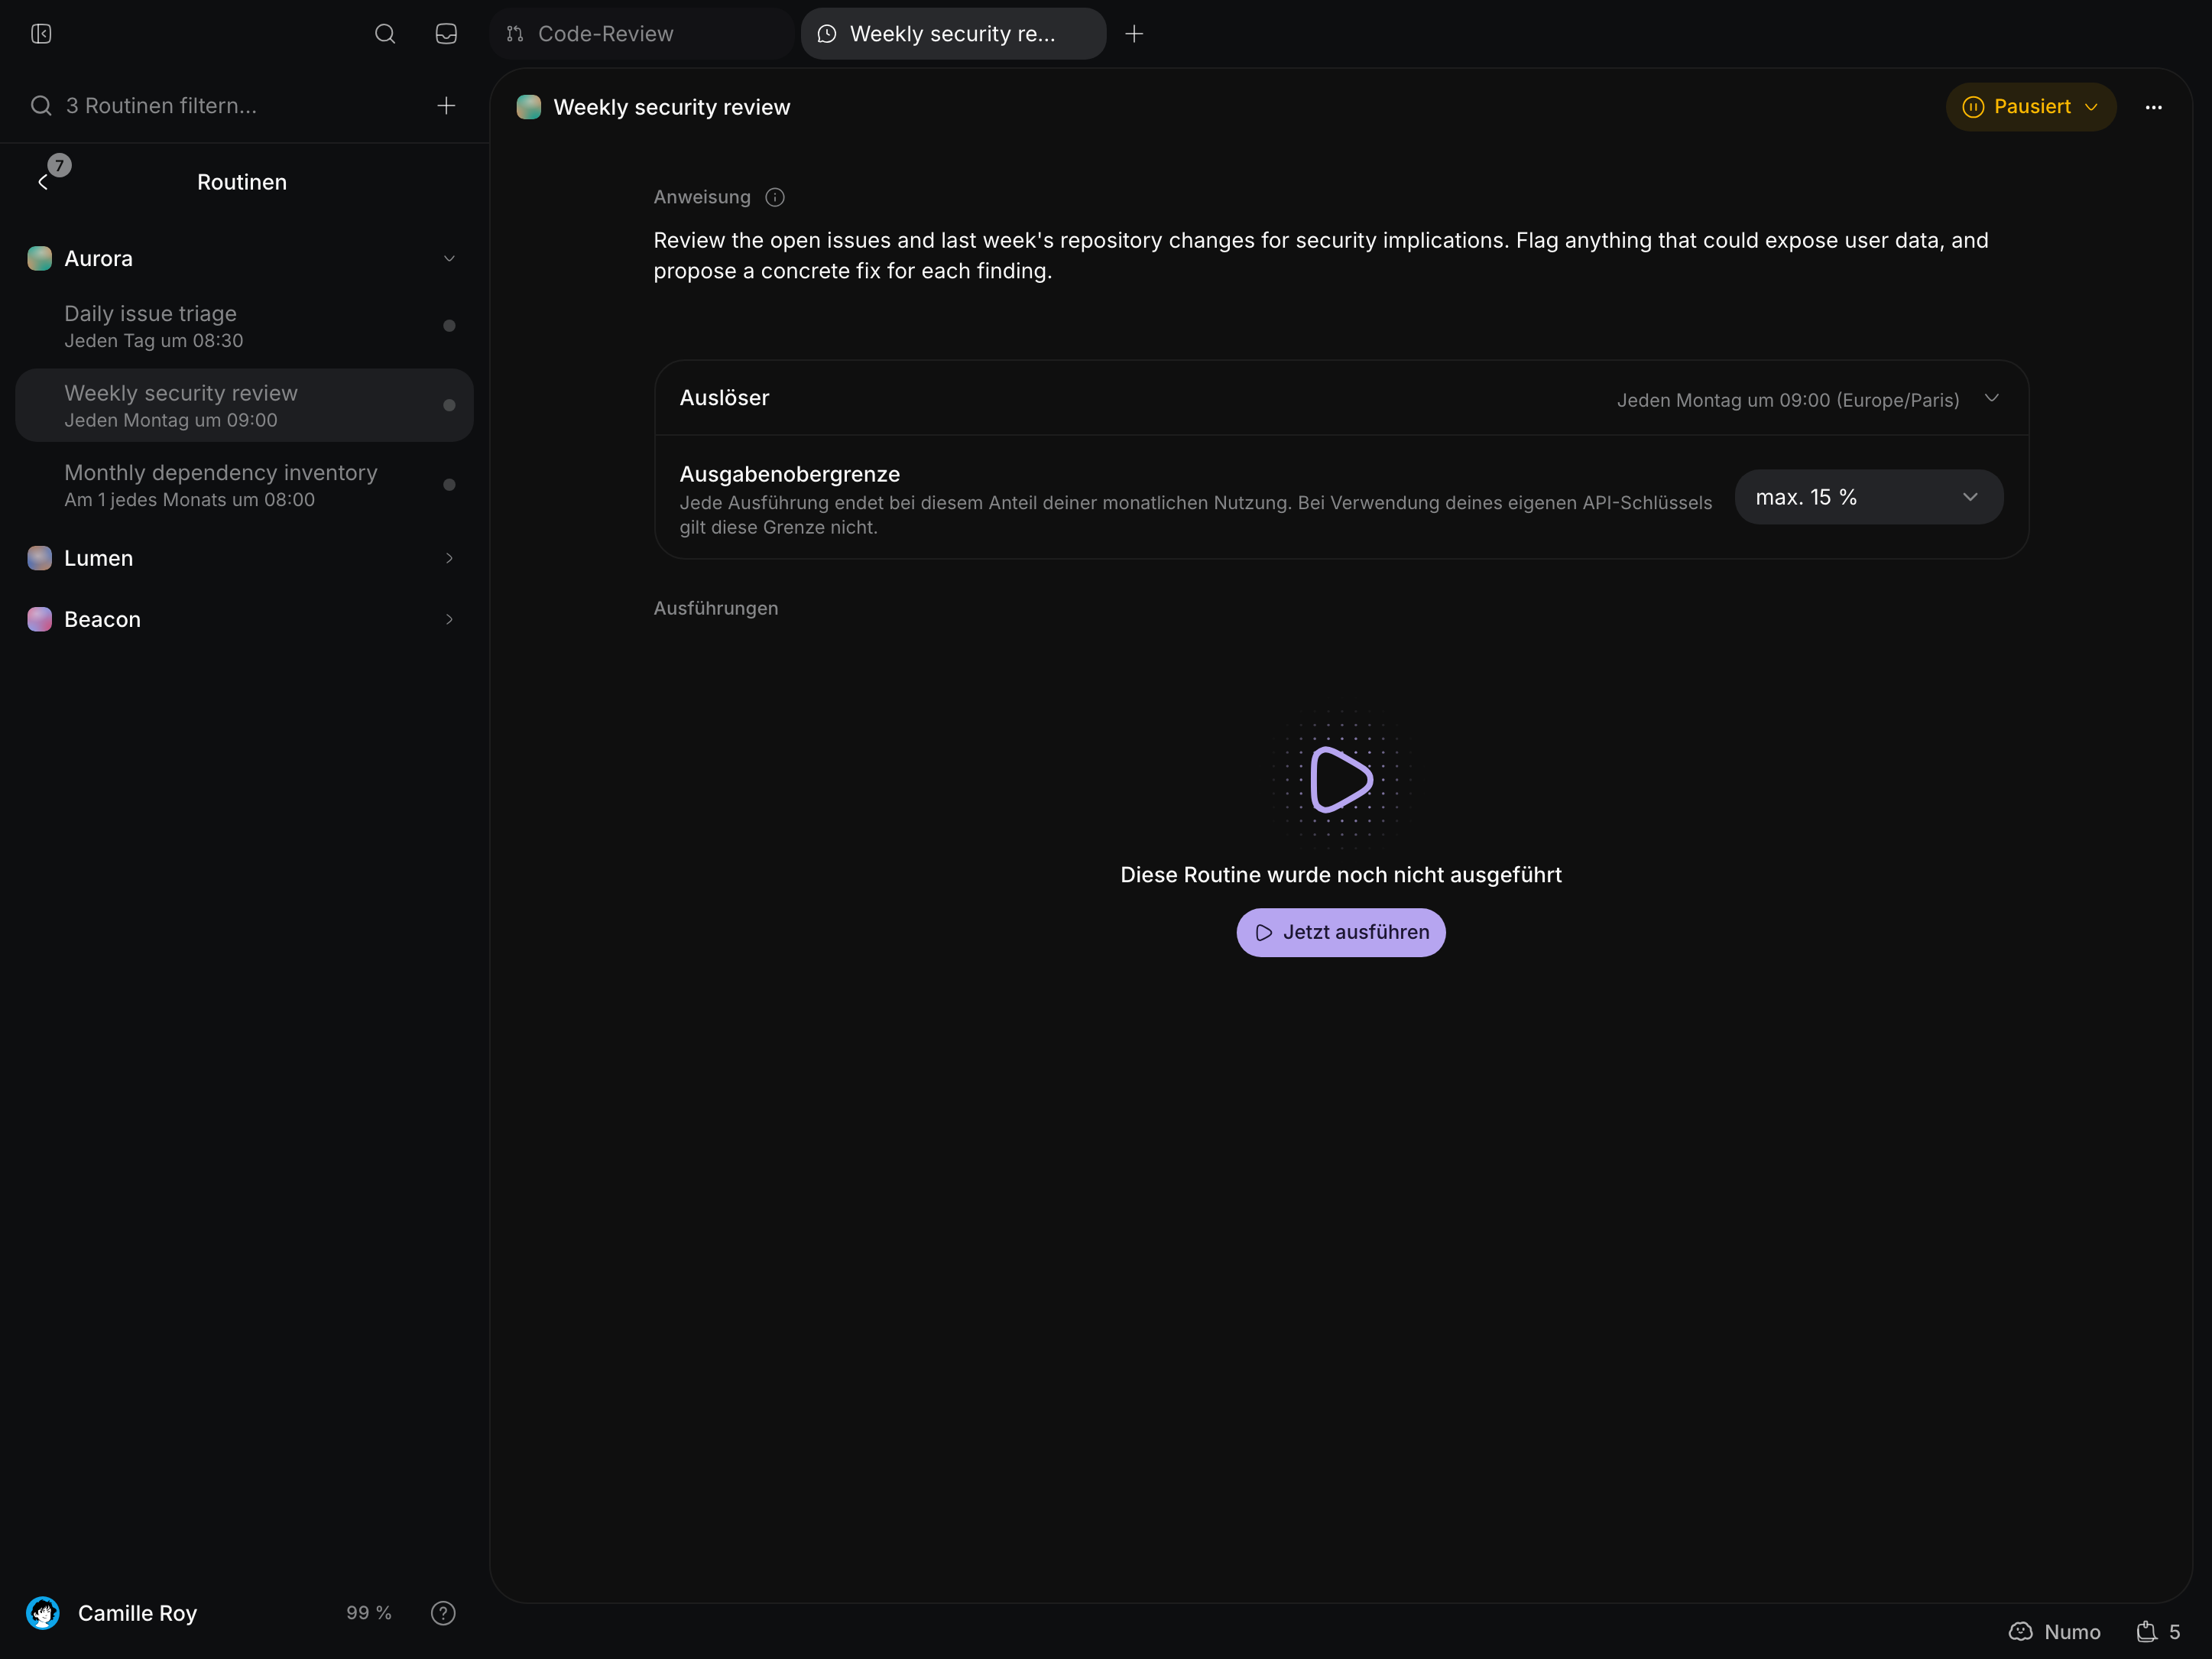 Code-Review
Weekly security re...
3 Routinen filtern...
7
Routinen
Aurora
Daily issue triage
Jeden Tag um 08:30
Weekly security review
Jeden Montag um 09:00
Monthly dependency inventory
Am 1 jedes Monats um 08:00
Lumen
Beacon
Camille Roy
99 %
Weekly security review
Pausiert
Anweisung
Review the open issues and last week's repository changes for security implications. Flag anything that could expose user data, and
propose a concrete fix for each finding.
Auslöser
Jeden Montag um 09:00 (Europe/Paris)
Ausgabenobergrenze
Jede Ausführung endet bei diesem Anteil deiner monatlichen Nutzung. Bei Verwendung deines eigenen API-Schlüssels
gilt diese Grenze nicht.
max. 15 %
Ausführungen
Diese Routine wurde noch nicht ausgeführt
Jetzt ausführen
Numo
5